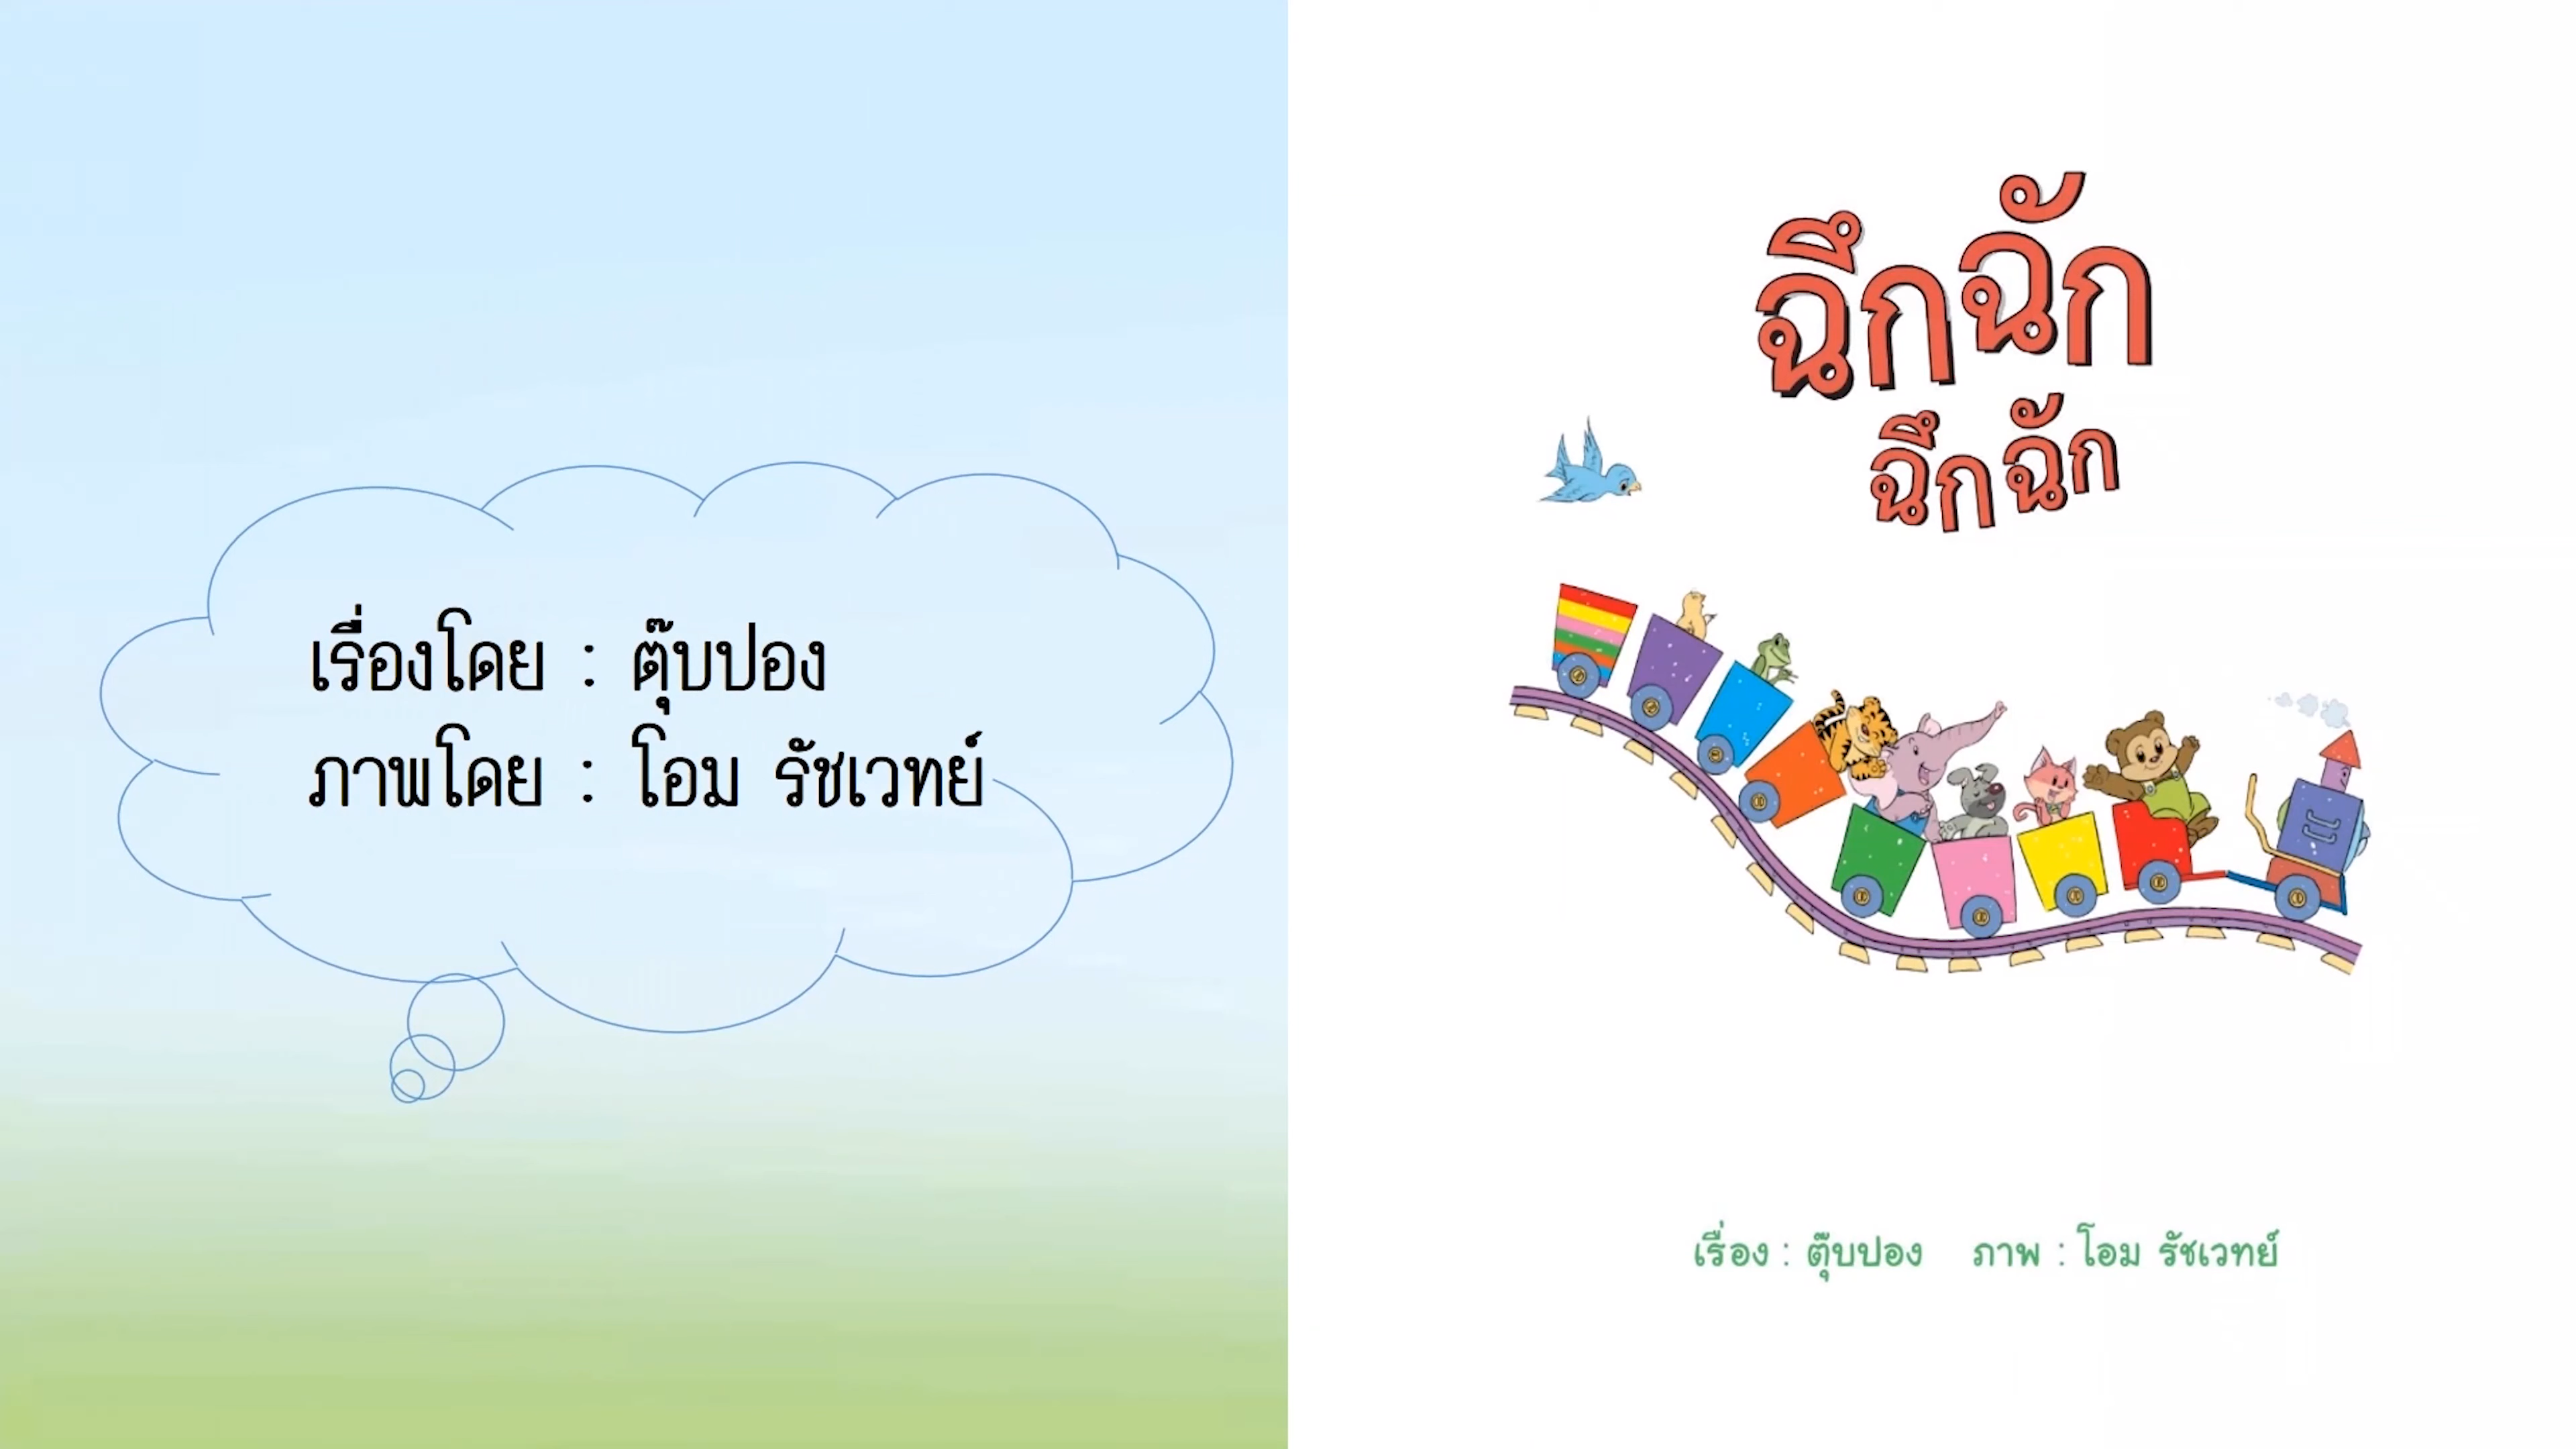 เรื่องโดย : ตุ๊บปอง
ภาพโดย : โอม รัชเวทย์
ฉึกฉัก
ฉึกฉัก
เรื่อง : ตุ๊บปอง ภาพ : โอม รัชเวทย์